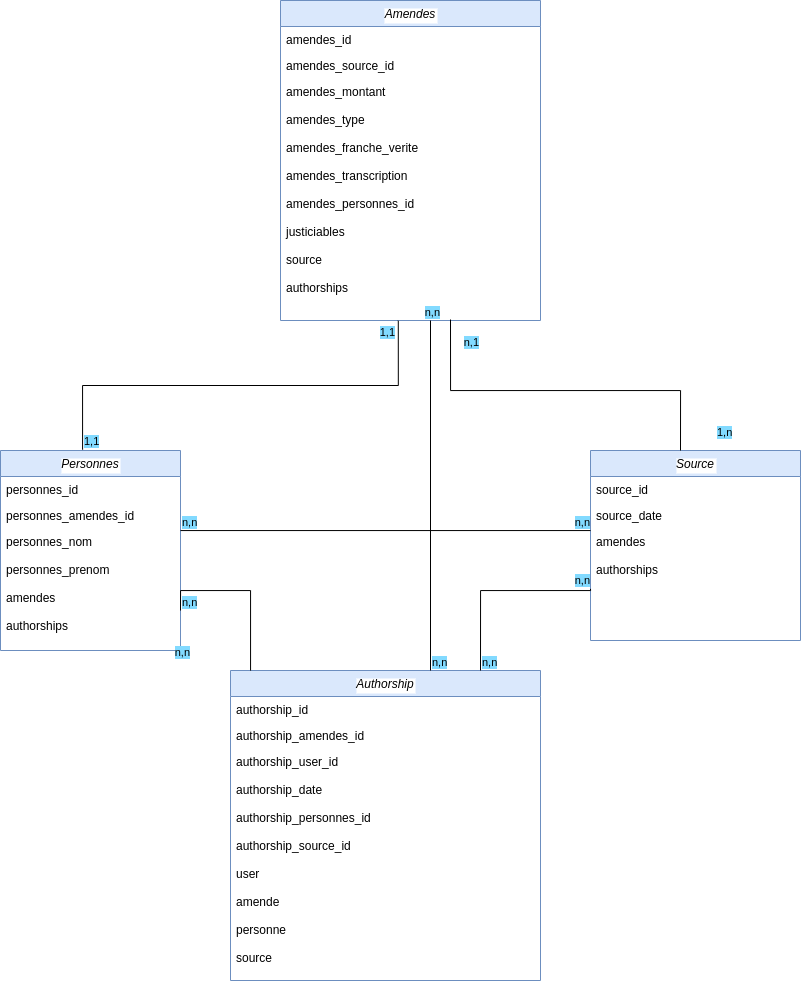 Amendes
amendes_id
amendes_source_id
amendes_montant
amendes_type
amendes_franche_verite
amendes_transcription
amendes_personnes_id
justiciables
source
authorships
n,n
1,1
n,1
1,1
1,n
Personnes
personnes_id
personnes_amendes_id
personnes_nom
personnes_prenom
amendes
authorships
Source
source_id
source_date
amendes
authorships
n,n
n,n
n,n
n,n
n,n
n,n
n,n
Authorship
authorship_id
authorship_amendes_id
authorship_user_id
authorship_date
authorship_personnes_id
authorship_source_id
user
amende
personne
source